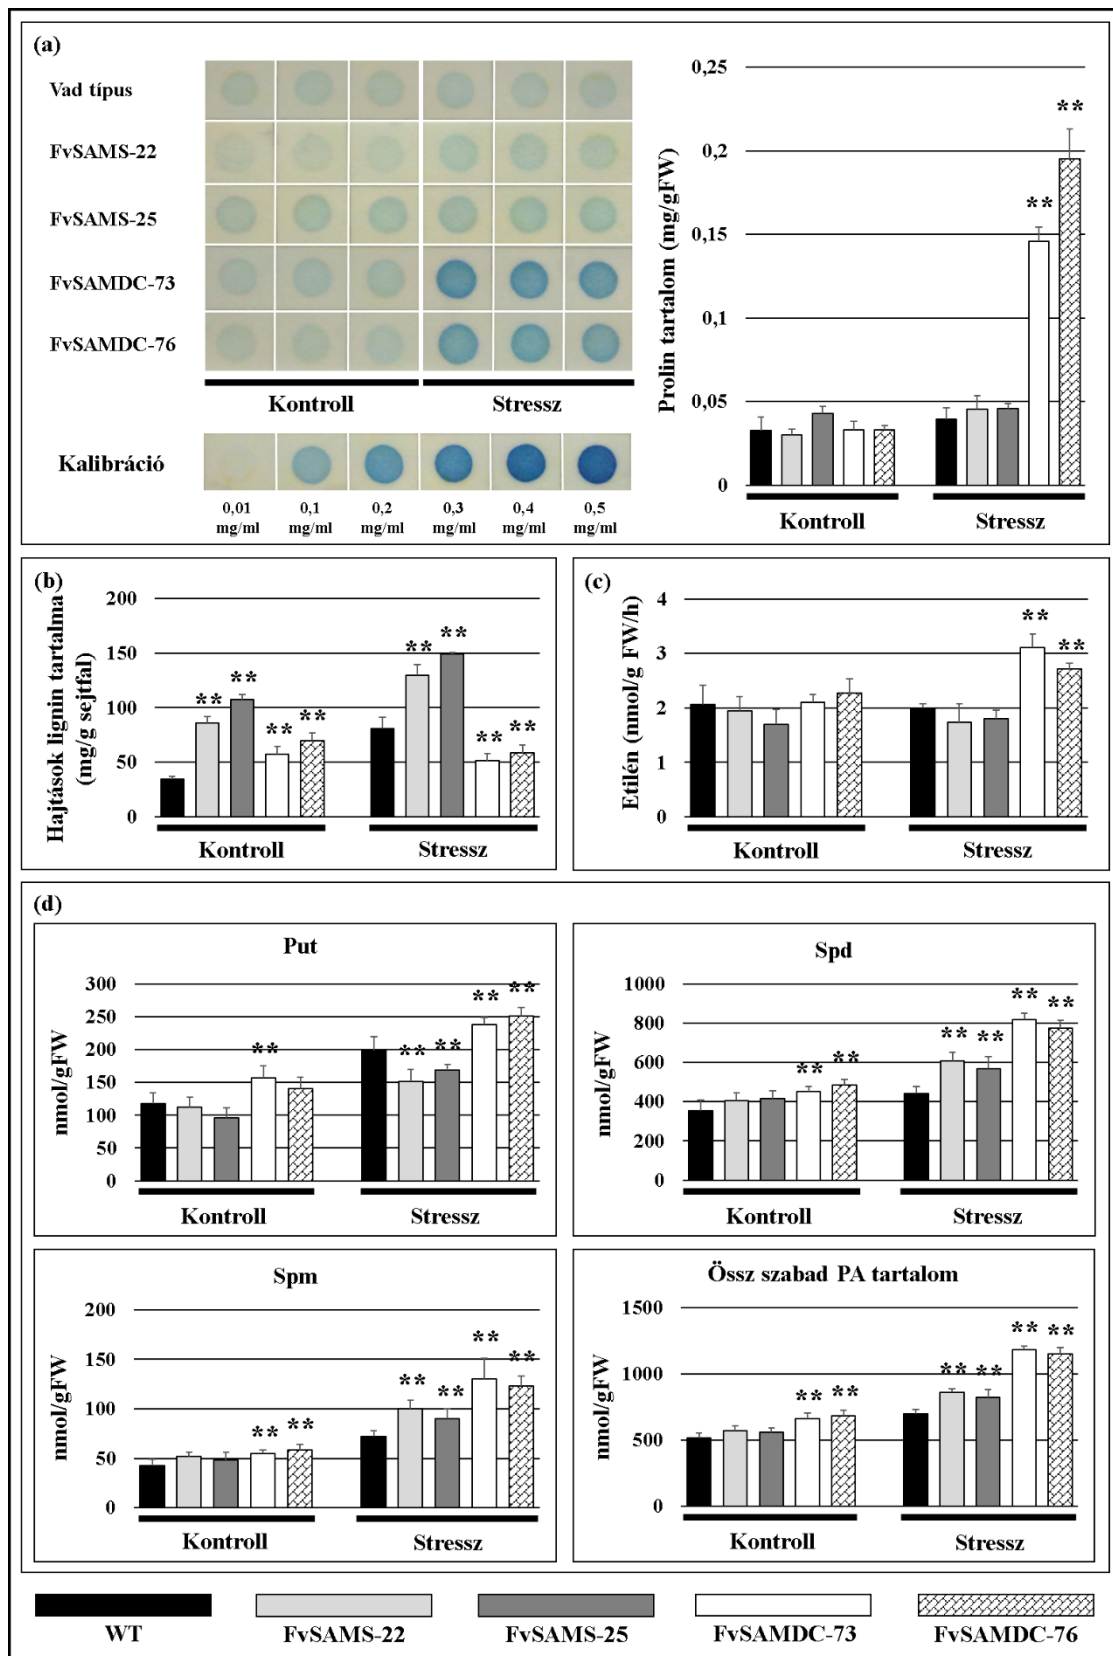 (a)
Vad típus
FvSAMS-22
FvSAMS-25
FvSAMDC-73
FvSAMDC-76
Kontroll
Stressz
Kalibráció
0,01 mg/ml
0,1 mg/ml
0,2 mg/ml
0,3 mg/ml
0,4 mg/ml
0,5 mg/ml
Prolin tartalom (mg/gFW)
0,25
0,2
0,15
0,1
0,05
0
** **
Kontroll
Stressz
(b)
Hajtások lignin tartalma
(mg/g sejtfal)
200
150
100
50
0
** ** ** **
** ** ** **
Kontroll
Stressz
(c)
Etilén (nmol/g FW/h)
4
3
2
1
0
** **
Kontroll
Stressz
(d)
Put
nmol/gFW
300
250
200
150
100
50
0
**
** ** ** **
Kontroll
Stressz
Spd
nmol/gFW
1000
800
600
400
200
0
** **
** ** ** **
Kontroll
Stressz
Spm
nmol/gFW
200
150
100
50
0
** **
** ** ** **
Kontroll
Stressz
Össz szabad PA tartalom
nmol/gFW
1500
1000
500
0
** **
** ** ** **
Kontroll
Stressz
WT
FvSAMS-22
FvSAMS-25
FvSAMDC-73
FvSAMDC-76